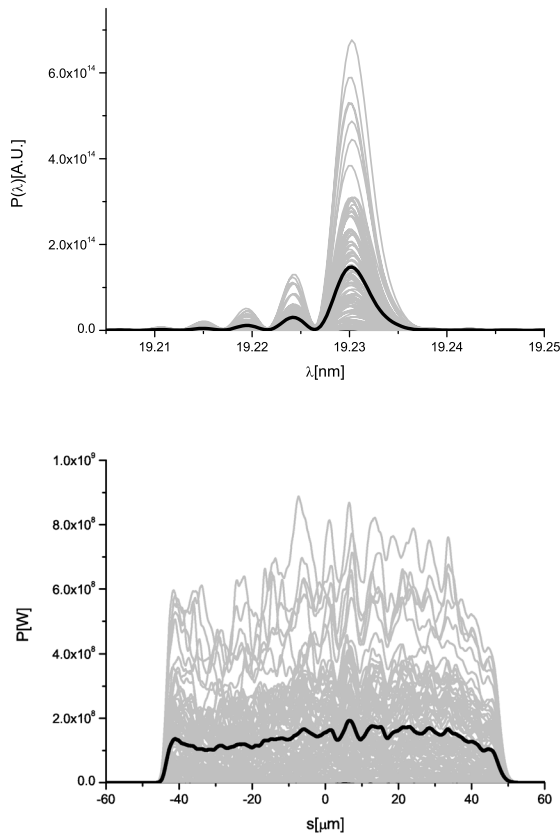 6.0x10¹⁴
4.0x10¹⁴
2.0x10¹⁴
0.0
P(λ)[A.U.]
19.21 19.22 19.23 19.24 19.25
λ[nm]
1.0x10⁹
8.0x10⁸
6.0x10⁸
4.0x10⁸
2.0x10⁸
0.0
P[W]
-60 -40 -20 0 20 40 60
s[μm]